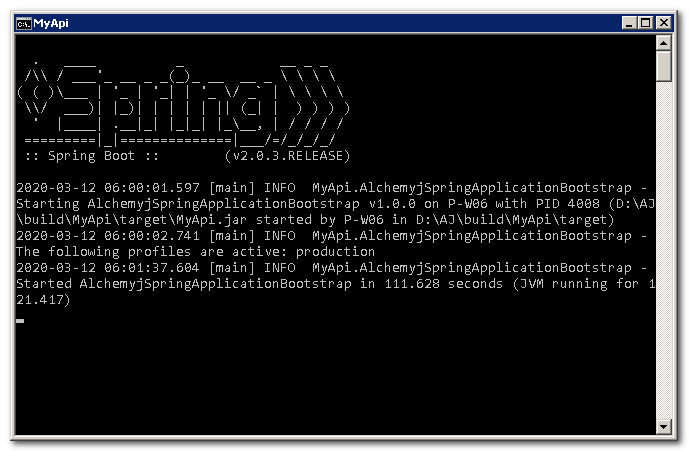 MyApi
Spring
:: Spring Boot ::        (v2.0.3.RELEASE)
2020-03-12 06:00:01.597 [main] INFO  MyApi.AlchemyjSpringApplicationBootstrap -
Starting AlchemyjSpringApplicationBootstrap v1.0.0 on P-W06 with PID 4008 (D:\AJ
\build\MyApi\target\MyApi.jar started by P-W06 in D:\AJ\build\MyApi\target)
2020-03-12 06:00:02.741 [main] INFO  MyApi.AlchemyjSpringApplicationBootstrap -
The following profiles are active: production
2020-03-12 06:01:37.604 [main] INFO  MyApi.AlchemyjSpringApplicationBootstrap -
Started AlchemyjSpringApplicationBootstrap in 111.628 seconds (JVM running for 1
21.417)